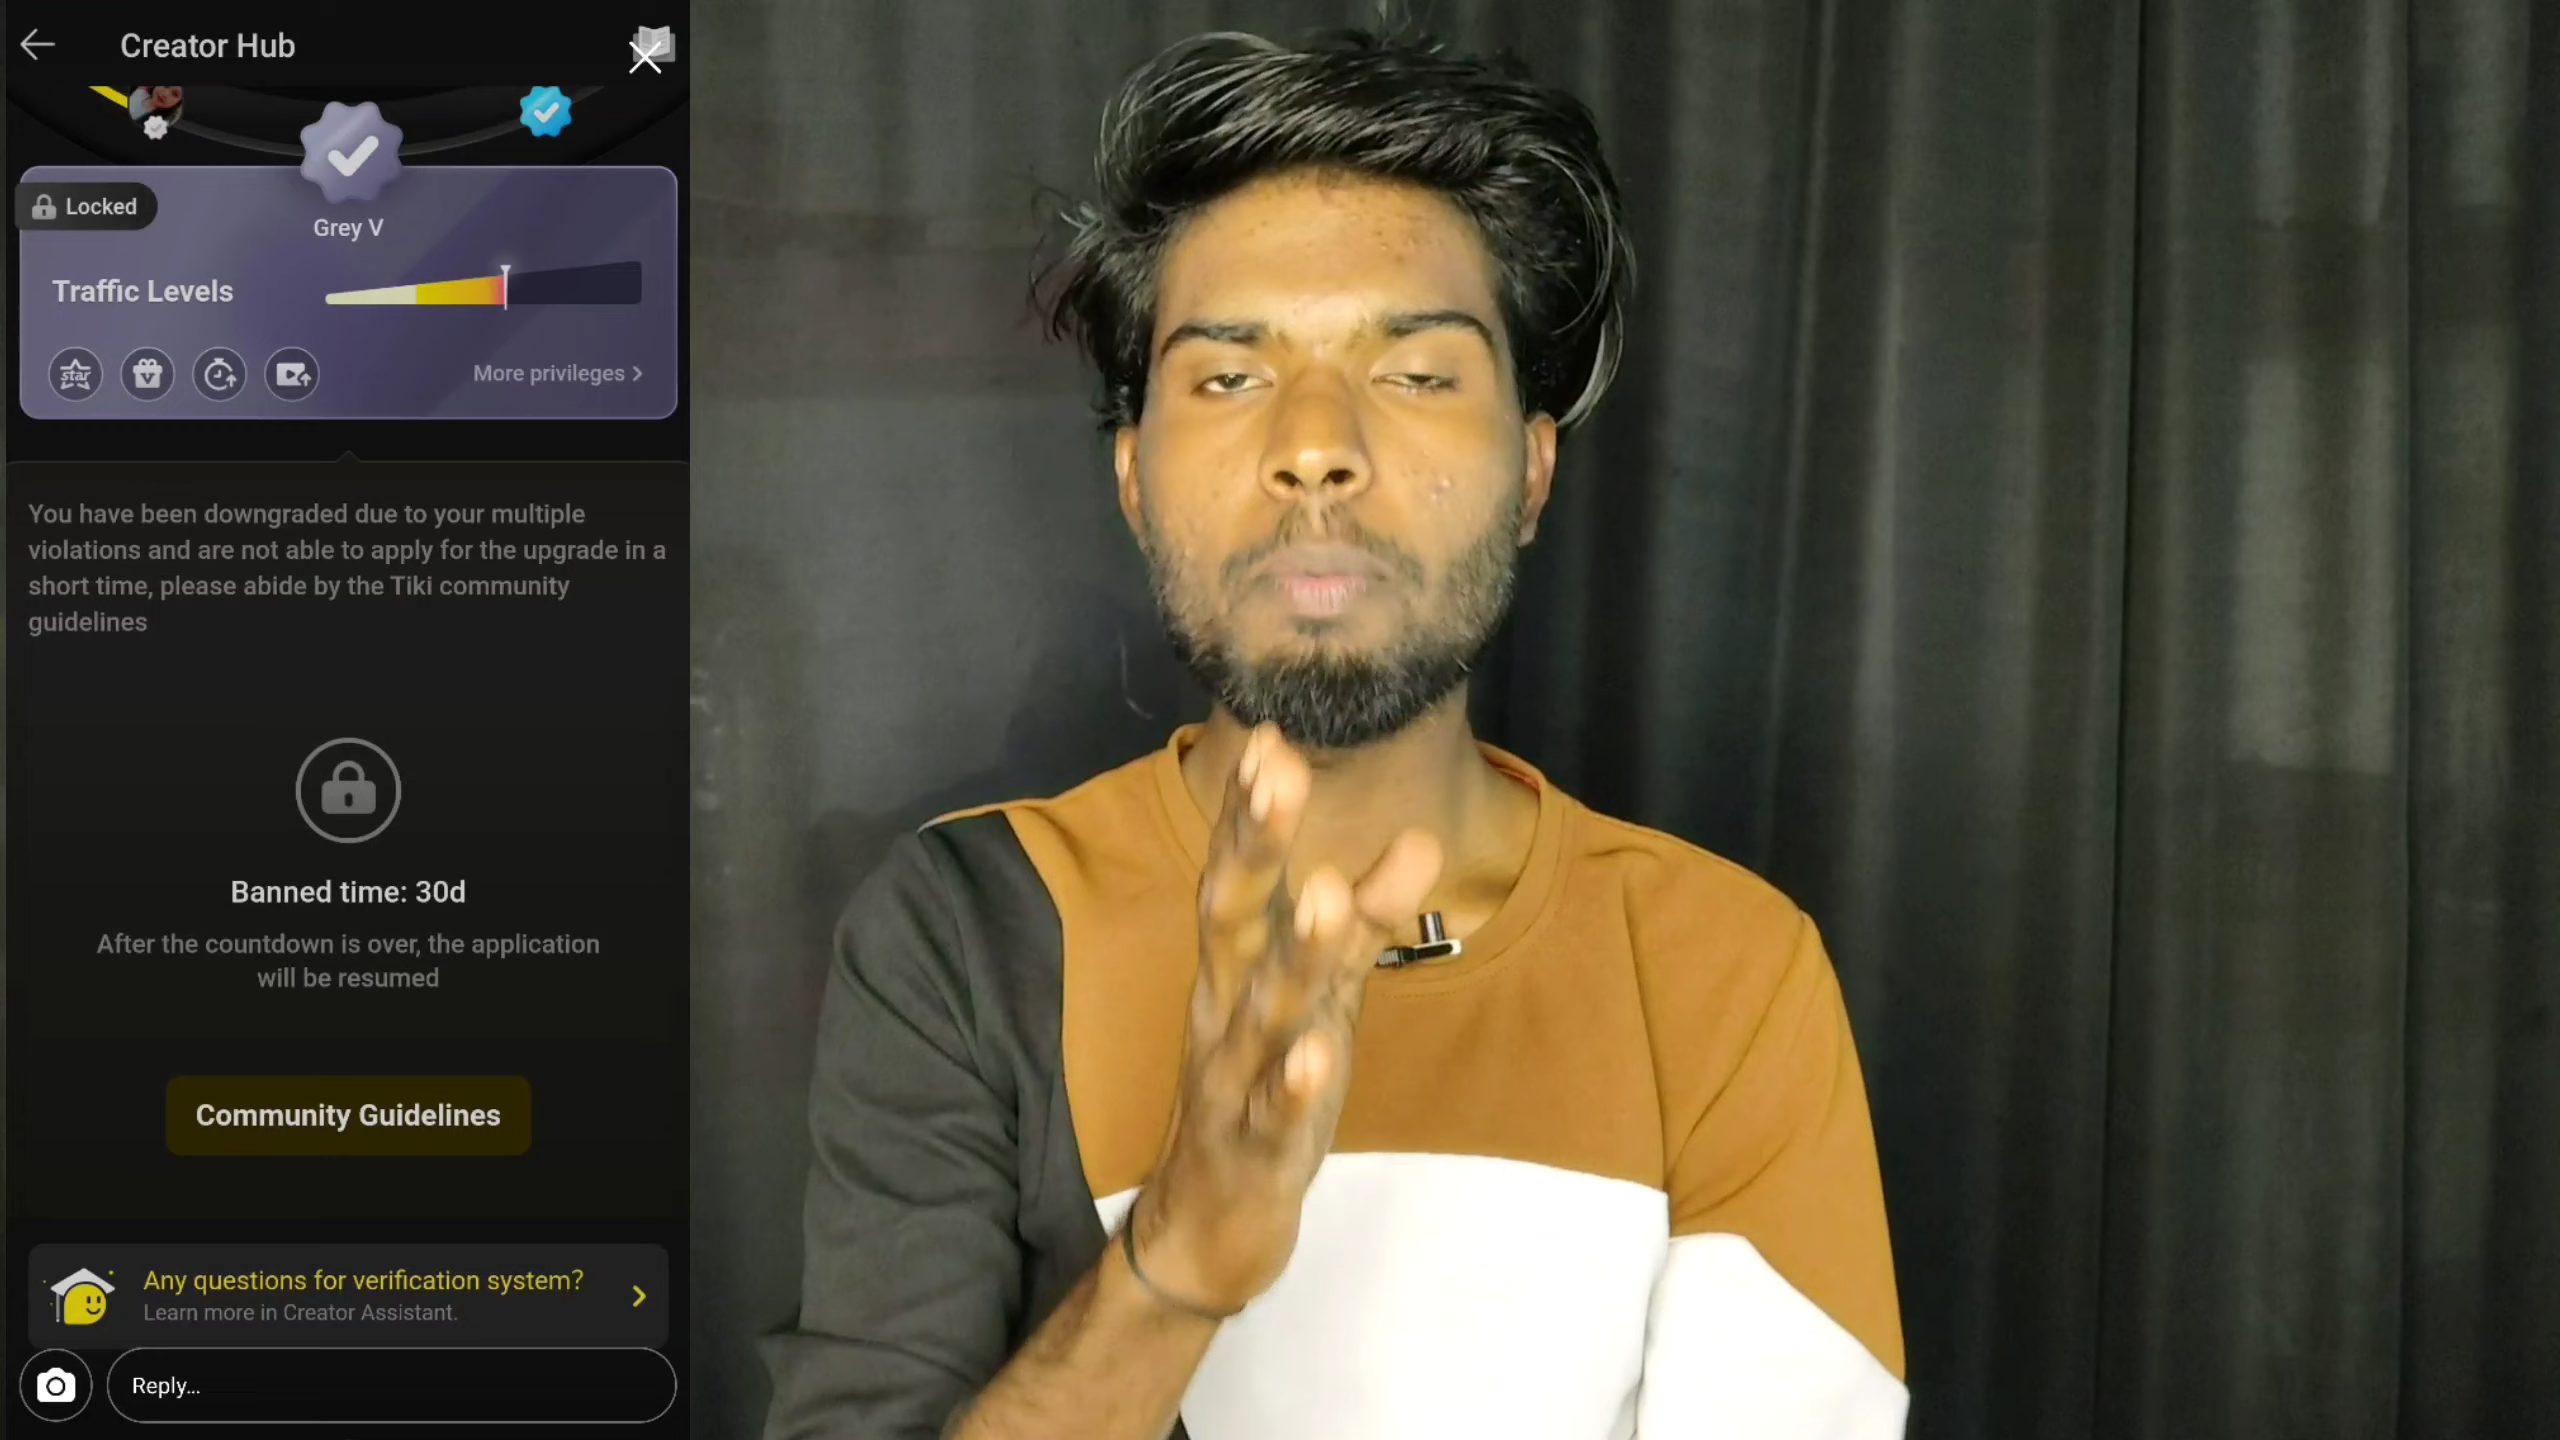 Creator Hub
Locked
Grey V
Traffic Levels
star
V
More privileges >
You have been downgraded due to your multiple
violations and are not able to apply for the upgrade in a
short time, please abide by the Tiki community
guidelines
Banned time: 30d
After the countdown is over, the application
will be resumed
Community Guidelines
Any questions for verification system?
Learn more in Creator Assistant.
Reply...